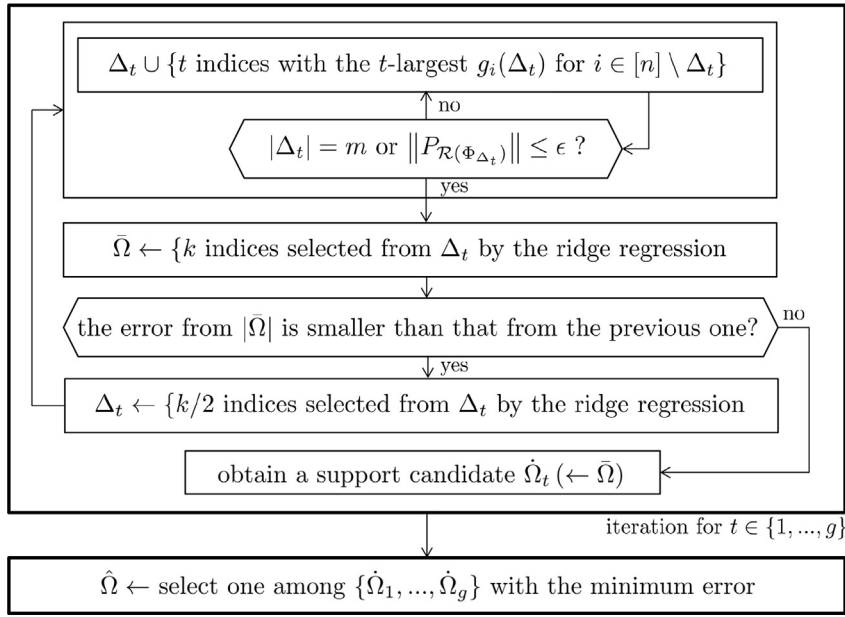 Δ_t ∪ {t indices with the t-largest g_i(Δ_t) for i ∈ [n] \ Δ_t}
no
|Δ_t| = m or ‖P_{R(Φ_{Δ_t})}‖ ≤ ϵ ?
yes
Ω̄ ← {k indices selected from Δ_t by the ridge regression
the error from |Ω̄| is smaller than that from the previous one?
no
yes
Δ_t ← {k/2 indices selected from Δ_t by the ridge regression
obtain a support candidate Ω̇_t (← Ω̄)
iteration for t ∈ {1, ..., g}
Ω̂ ← select one among {Ω̇_1, ..., Ω̇_g} with the minimum error